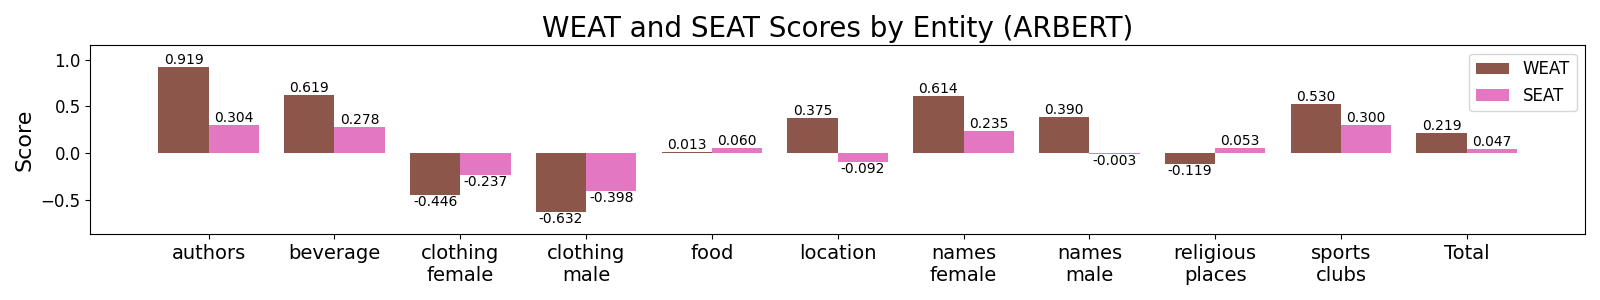 WEAT and SEAT Scores by Entity (ARBERT)
Score
1.0
0.5
0.0
−0.5
WEAT
SEAT
0.919
0.304
0.619
0.278
-0.446
-0.237
-0.632
-0.398
0.013
0.060
0.375
-0.092
0.614
0.235
0.390
-0.003
-0.119
0.053
0.530
0.300
0.219
0.047
authors
beverage
clothing
female
clothing
male
food
location
names
female
names
male
religious
places
sports
clubs
Total